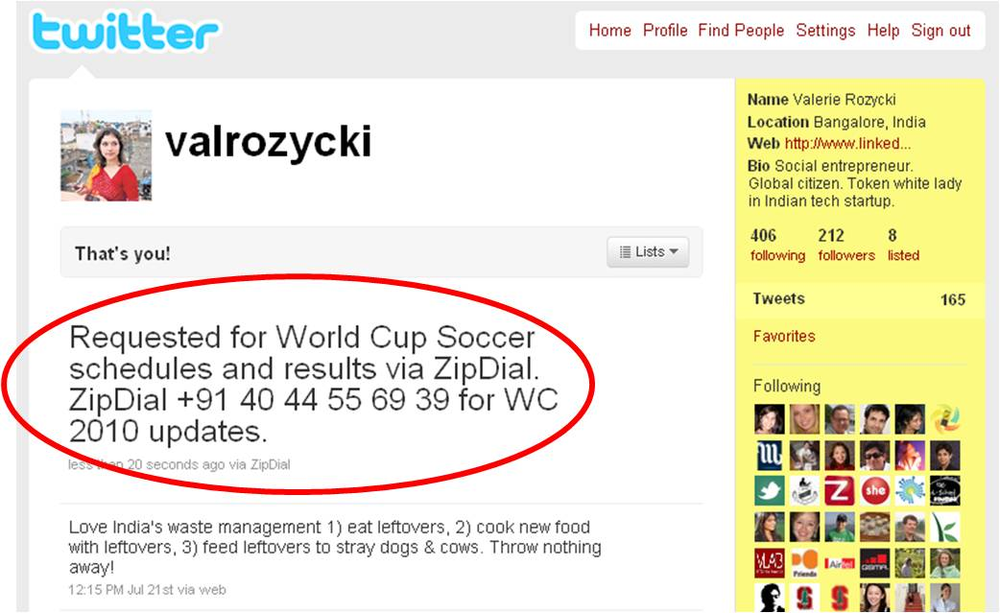 twitter
Home Profile Find People Settings Help Sign out
valrozycki
That's you!
Lists
Requested for World Cup Soccer
schedules and results via ZipDial.
ZipDial +91 40 44 55 69 39 for WC
2010 updates.
less than 20 seconds ago via ZipDial
Love India's waste management 1) eat leftovers, 2) cook new food
with leftovers, 3) feed leftovers to stray dogs & cows. Throw nothing
away!
12:15 PM Jul 21st via web
Name Valerie Rozycki
Location Bangalore, India
Web http://www.linked...
Bio Social entrepreneur.
Global citizen. Token white lady
in Indian tech startup.
406 212 8
following followers listed
Tweets 165
Favorites
Following
m
Z she
VLAB Friends Airtel GSMA
S S